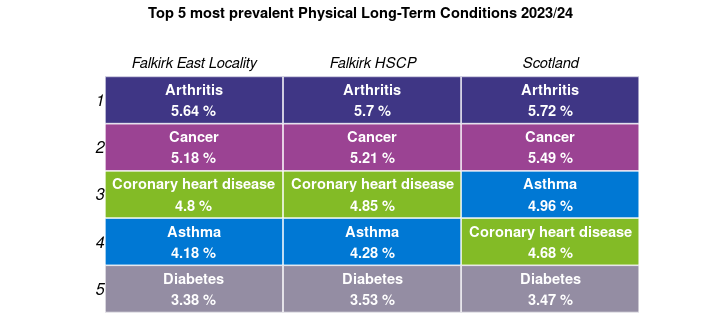 Top 5 most prevalent Physical Long-Term Conditions 2023/24
Falkirk East Locality Falkirk HSCP Scotland
1 Arthritis Arthritis Arthritis
5.64 % 5.7 % 5.72 %
2 Cancer Cancer Cancer
5.18 % 5.21 % 5.49 %
3 Coronary heart disease Coronary heart disease Asthma
4.8 % 4.85 % 4.96 %
4 Asthma Asthma Coronary heart disease
4.18 % 4.28 % 4.68 %
5 Diabetes Diabetes Diabetes
3.38 % 3.53 % 3.47 %